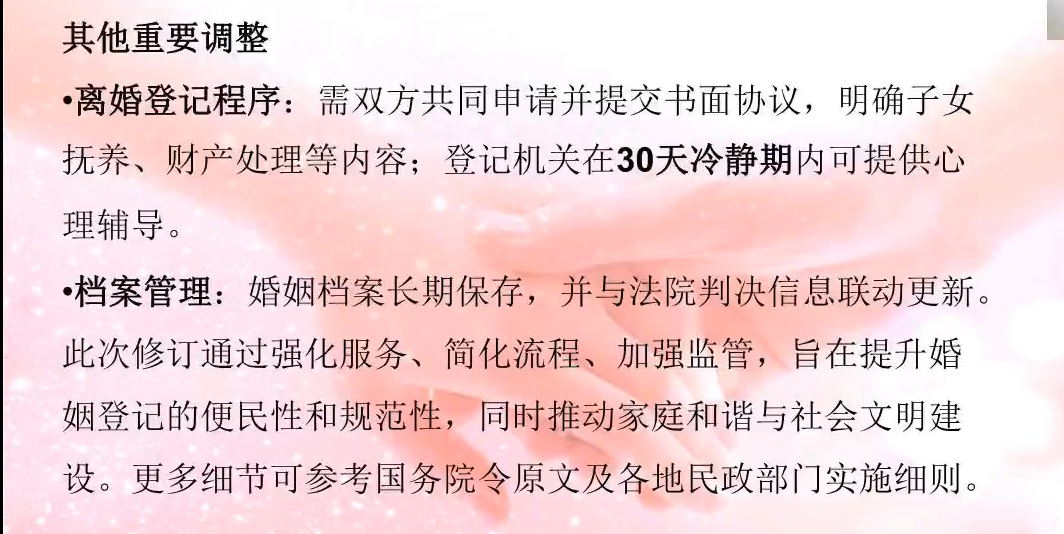 其他重要调整
•离婚登记程序：需双方共同申请并提交书面协议，明确子女
抚养、财产处理等内容；登记机关在30天冷静期内可提供心
理辅导。
•档案管理：婚姻档案长期保存，并与法院判决信息联动更新。
此次修订通过强化服务、简化流程、加强监管，旨在提升婚
姻登记的便民性和规范性，同时推动家庭和谐与社会文明建
设。更多细节可参考国务院令原文及各地民政部门实施细则。